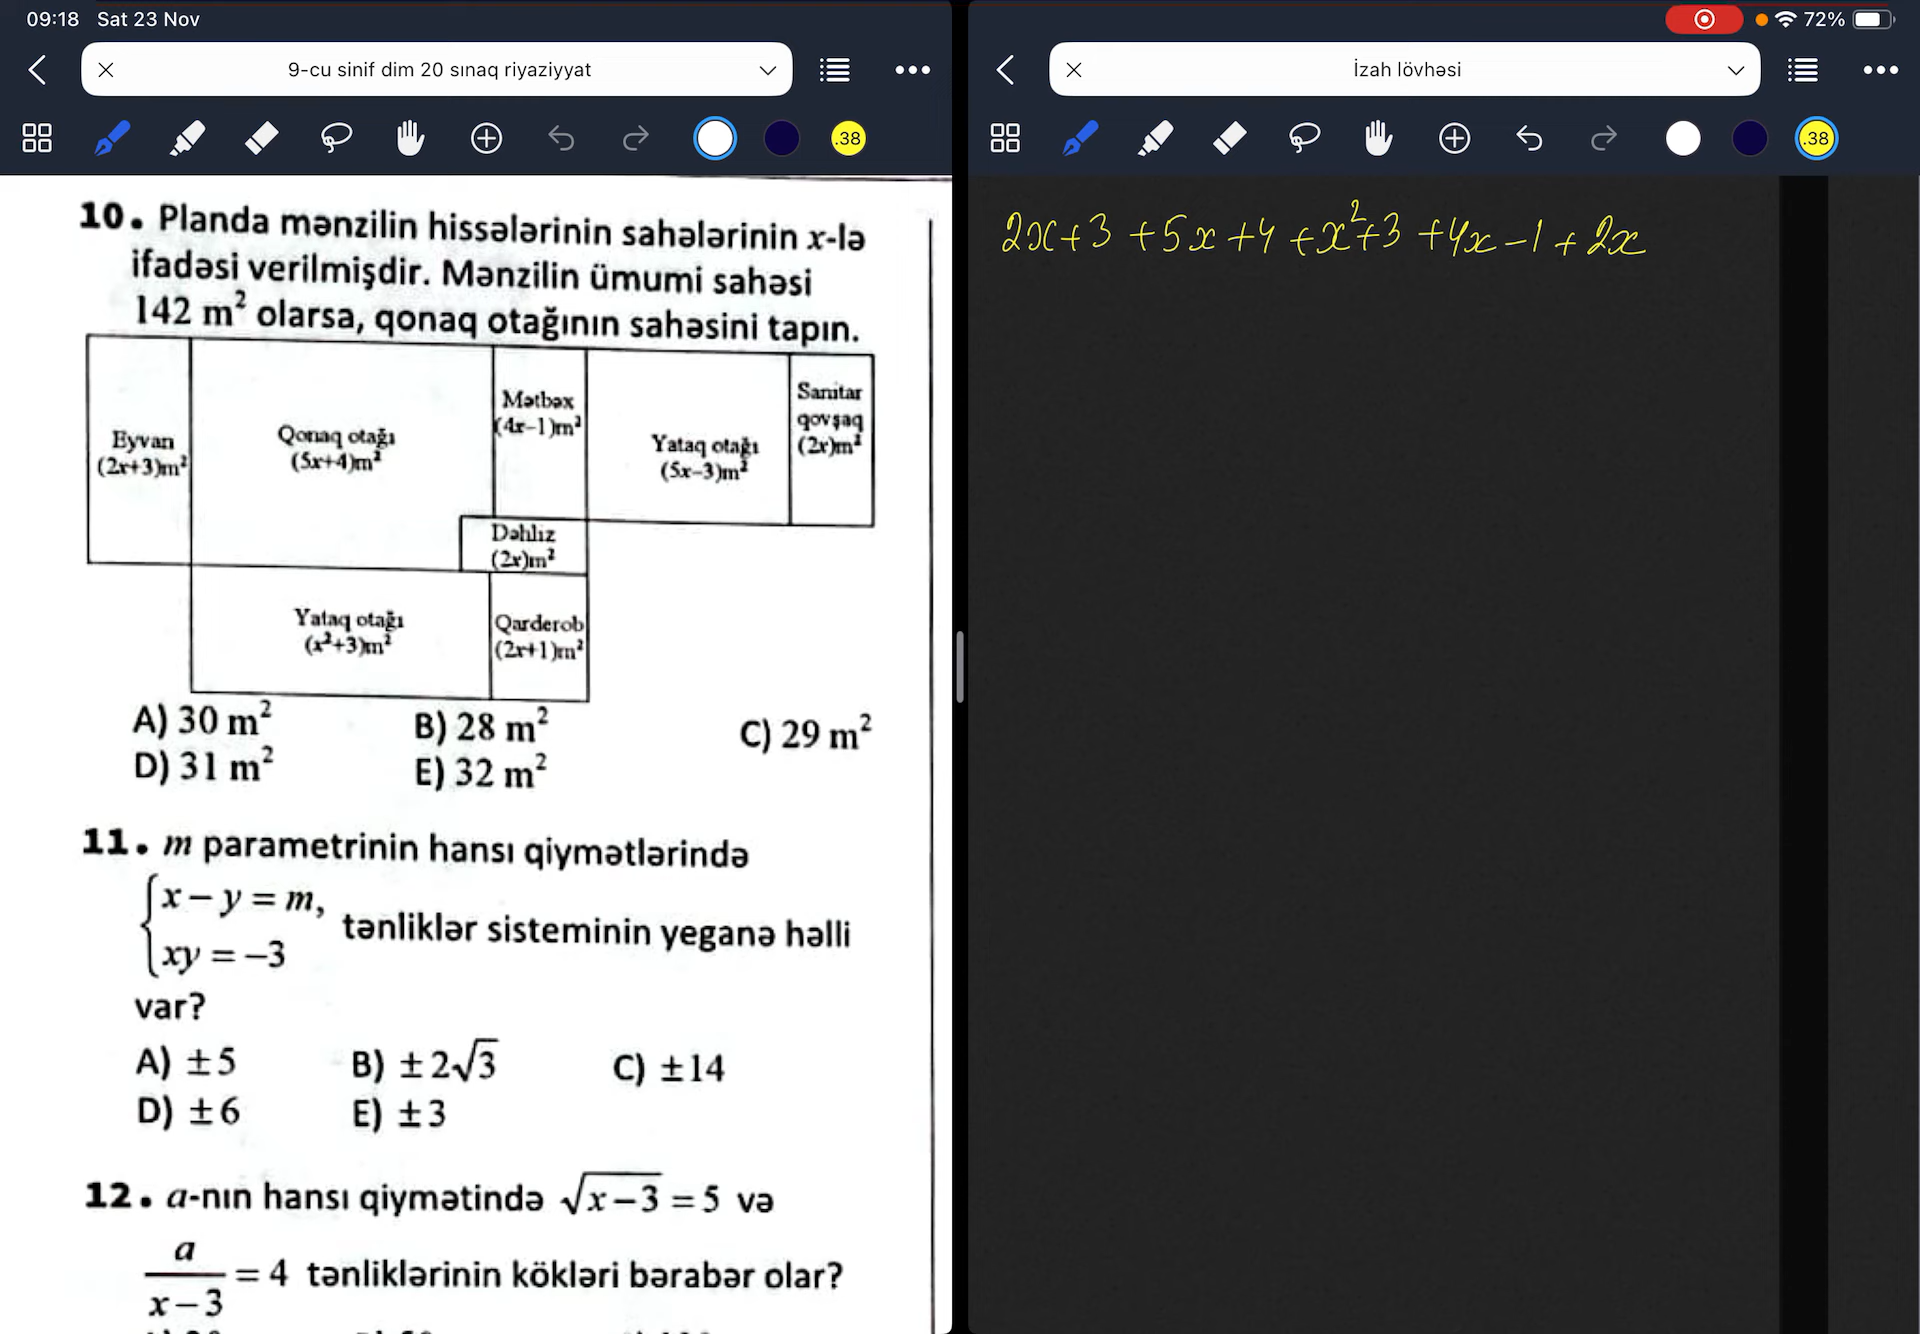 09:18 Sat 23 Nov
72%
9-cu sinif dim 20 sınaq riyaziyyat
İzah lövhəsi
.38
.38
10. Planda mənzilin hissələrinin sahələrinin x-lə
ifadəsi verilmişdir. Mənzilin ümumi sahəsi
142 m² olarsa, qonaq otağının sahəsini tapın.
Eyvan
(2x+3)m²
Qonaq otağı
(5x+4)m²
Mətbəx
(4x−1)m²
Yataq otağı
(5x−3)m²
Sanitar
qovşaq
(2x)m²
Dəhliz
(2x)m²
Yataq otağı
(x²+3)m²
Qarderob
(2x+1)m²
A) 30 m² B) 28 m² C) 29 m²
D) 31 m² E) 32 m²
11. m parametrinin hansı qiymətlərində
{x − y = m,
xy = −3 tənliklər sisteminin yeganə həlli
var?
A) ±5 B) ±2√3 C) ±14
D) ±6 E) ±3
12. a-nın hansı qiymətində √x−3 = 5 və
a/x−3 = 4 tənliklərinin kökləri bərabər olar?
2x+3 +5x+4 +x²+3 +4x−1 + 2x